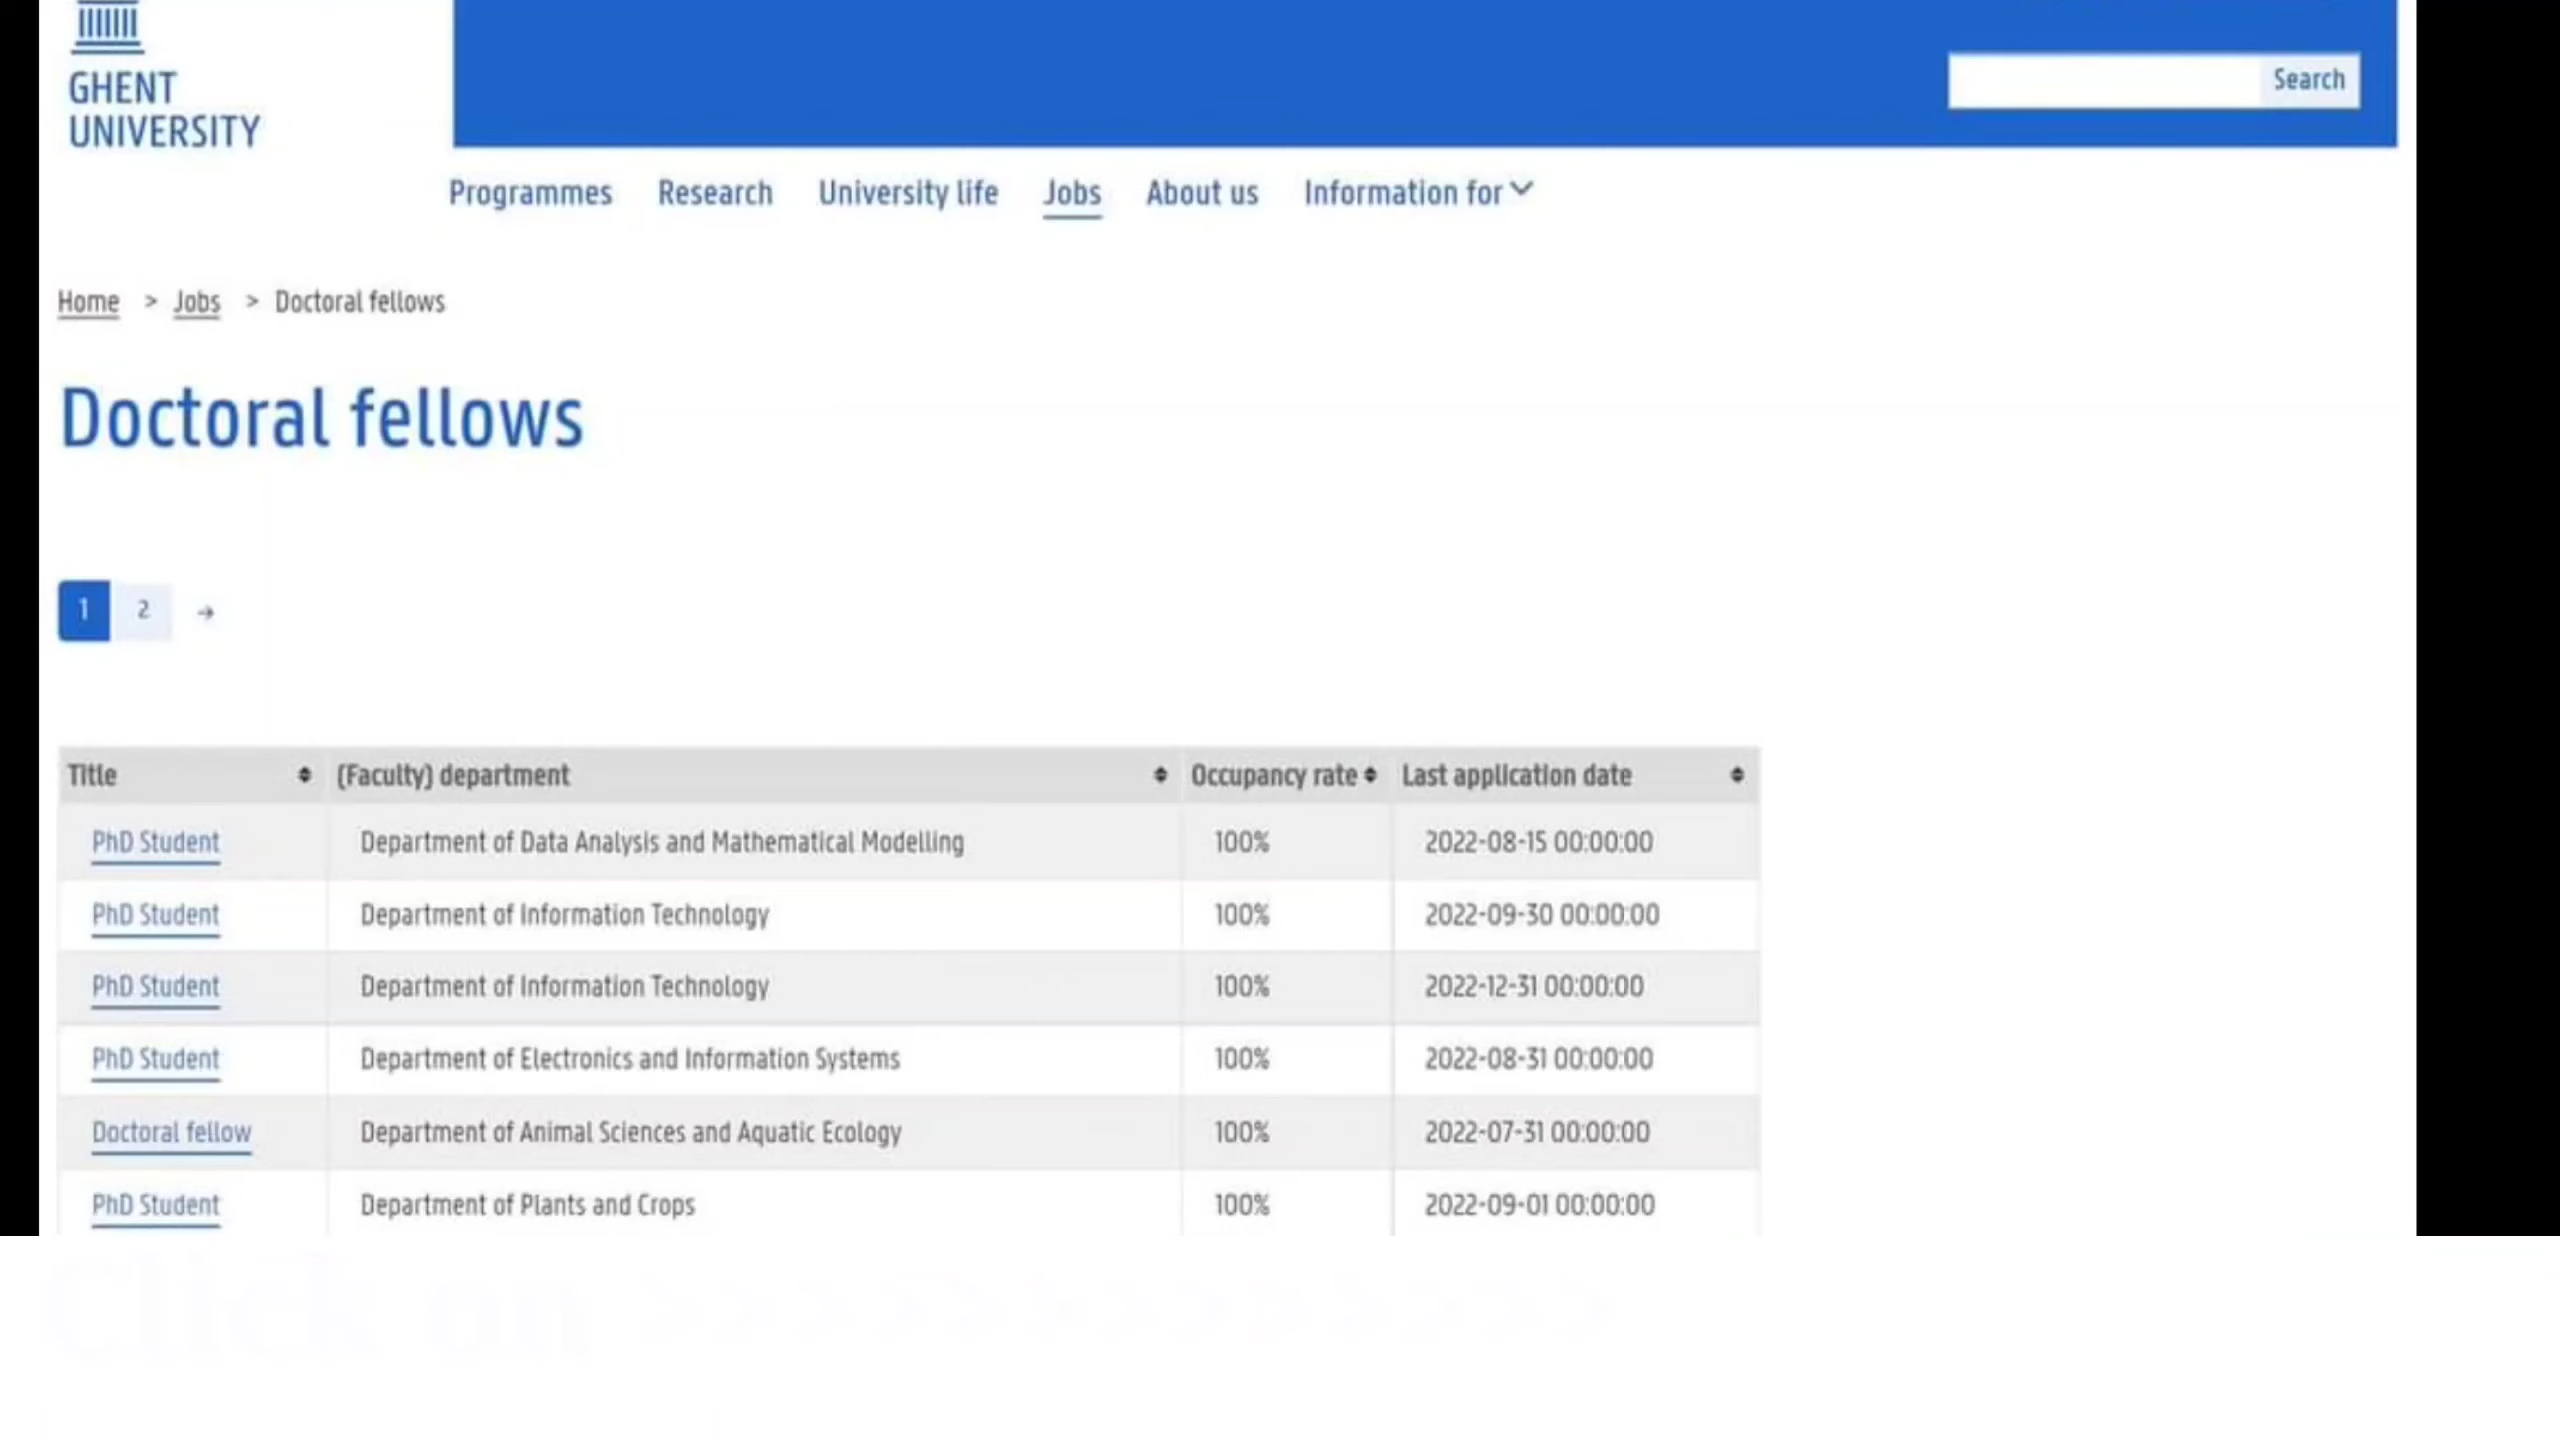 GHENT
UNIVERSITY
Search
Programmes Research University life Jobs About us Information for
Home > Jobs > Doctoral fellows
Doctoral fellows
1 2 →
Title (Faculty) department Occupancy rate Last application date
PhD Student Department of Data Analysis and Mathematical Modelling 100% 2022-08-15 00:00:00
PhD Student Department of Information Technology 100% 2022-09-30 00:00:00
PhD Student Department of Information Technology 100% 2022-12-31 00:00:00
PhD Student Department of Electronics and Information Systems 100% 2022-08-31 00:00:00
Doctoral fellow Department of Animal Sciences and Aquatic Ecology 100% 2022-07-31 00:00:00
PhD Student Department of Plants and Crops 100% 2022-09-01 00:00:00
Click on